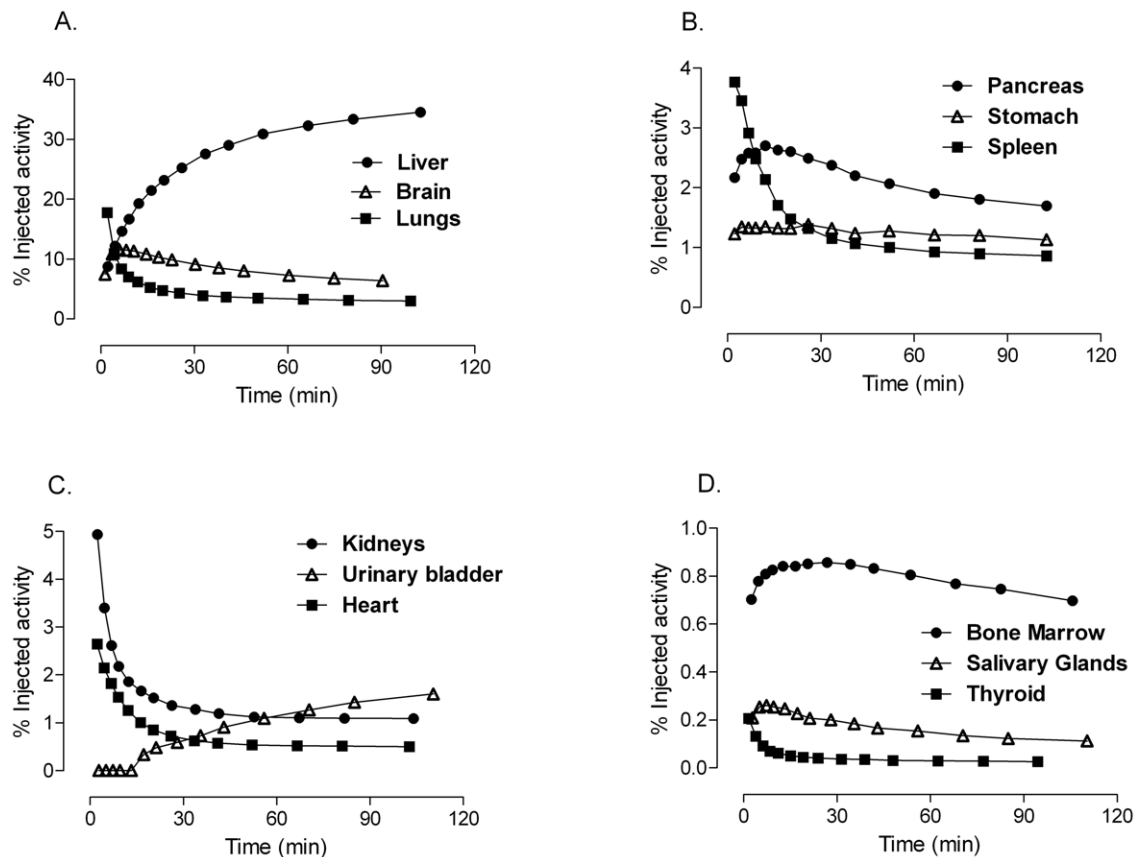 A.
% Injected activity
40
30
20
10
0
Liver
Brain
Lungs
0 30 60 90 120
Time (min)
B.
% Injected activity
4
3
2
1
0
Pancreas
Stomach
Spleen
0 30 60 90 120
Time (min)
C.
% Injected activity
5
4
3
2
1
0
Kidneys
Urinary bladder
Heart
0 30 60 90 120
Time (min)
D.
% Injected activity
1.0
0.8
0.6
0.4
0.2
0.0
Bone Marrow
Salivary Glands
Thyroid
0 30 60 90 120
Time (min)